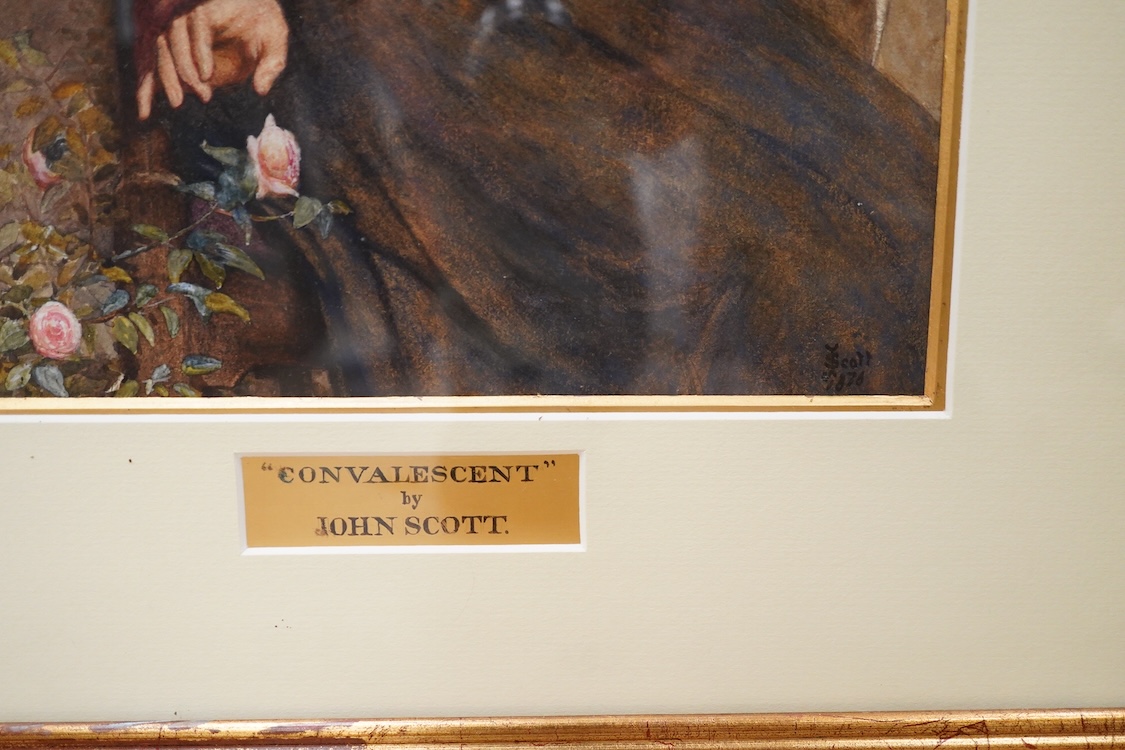 Scott
"CONVALESCENT"
by
JOHN SCOTT.